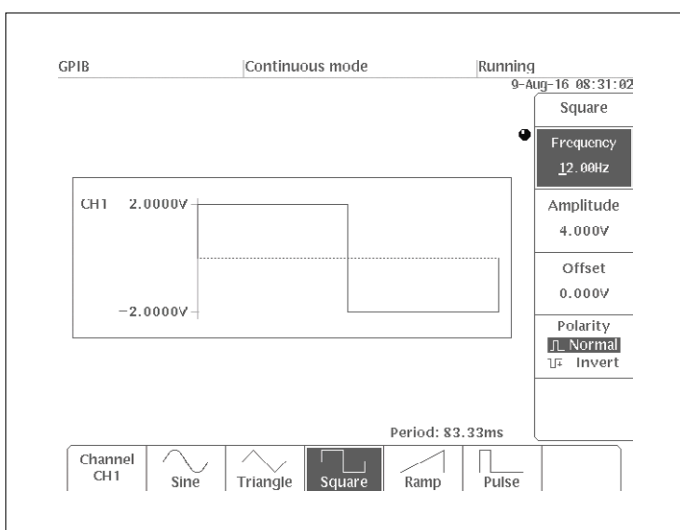 GPIB Continuous mode Running
9-Aug-16 08:31:02
Square
Frequency
12.00Hz
CH1 2.0000V
-2.0000V
Amplitude
4.000V
Offset
0.000V
Polarity
Normal
Invert
Period: 83.33ms
Channel
CH1
Sine
Triangle
Square
Ramp
Pulse